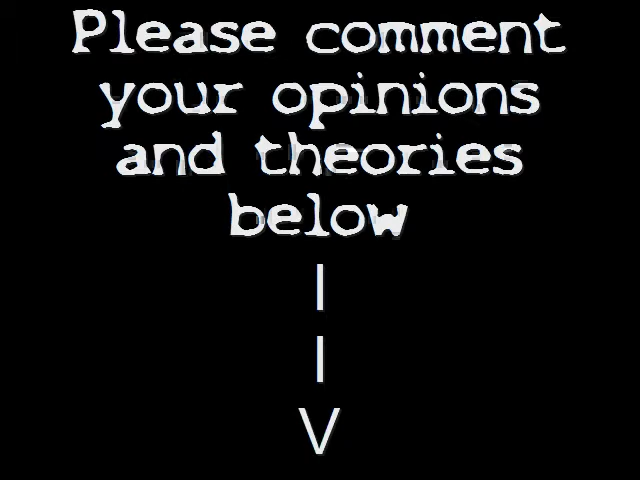 Please comment
your opinions
and theories
below
|
|
V